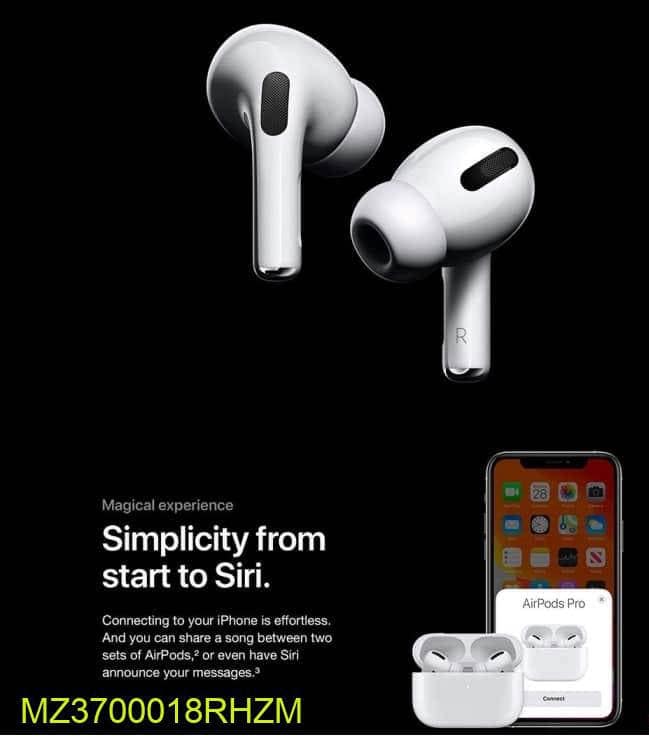 R
Magical experience
Simplicity from
start to Siri.
Connecting to your iPhone is effortless.
And you can share a song between two
sets of AirPods,² or even have Siri
announce your messages.³
28
AirPods Pro
Connect
MZ3700018RHZM